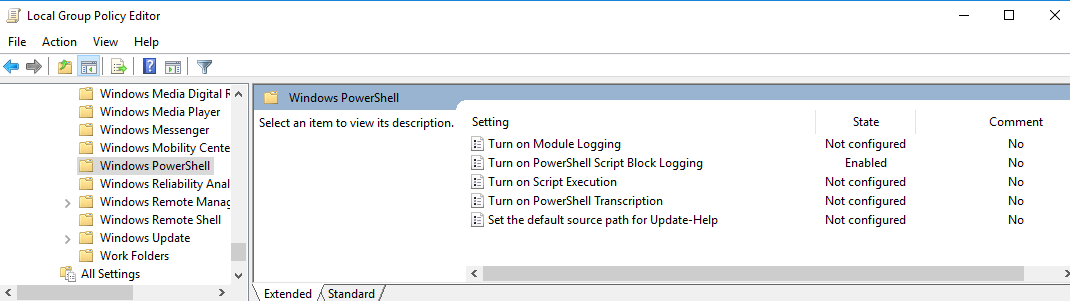 Local Group Policy Editor
File Action View Help
Windows Media Digital R
Windows Media Player
Windows Messenger
Windows Mobility Cente
Windows PowerShell
Windows Reliability Anal
Windows Remote Manag
Windows Remote Shell
Windows Update
Work Folders
All Settings
Windows PowerShell
Select an item to view its description.
Setting State Comment
Turn on Module Logging Not configured No
Turn on PowerShell Script Block Logging Enabled No
Turn on Script Execution Not configured No
Turn on PowerShell Transcription Not configured No
Set the default source path for Update-Help Not configured No
Extended Standard